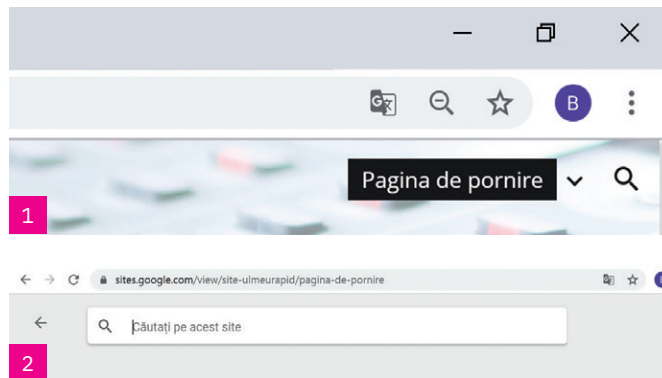 B
Pagina de pornire
1
sites.google.com/view/site-ulmeurapid/pagina-de-pornire
Căutați pe acest site
2